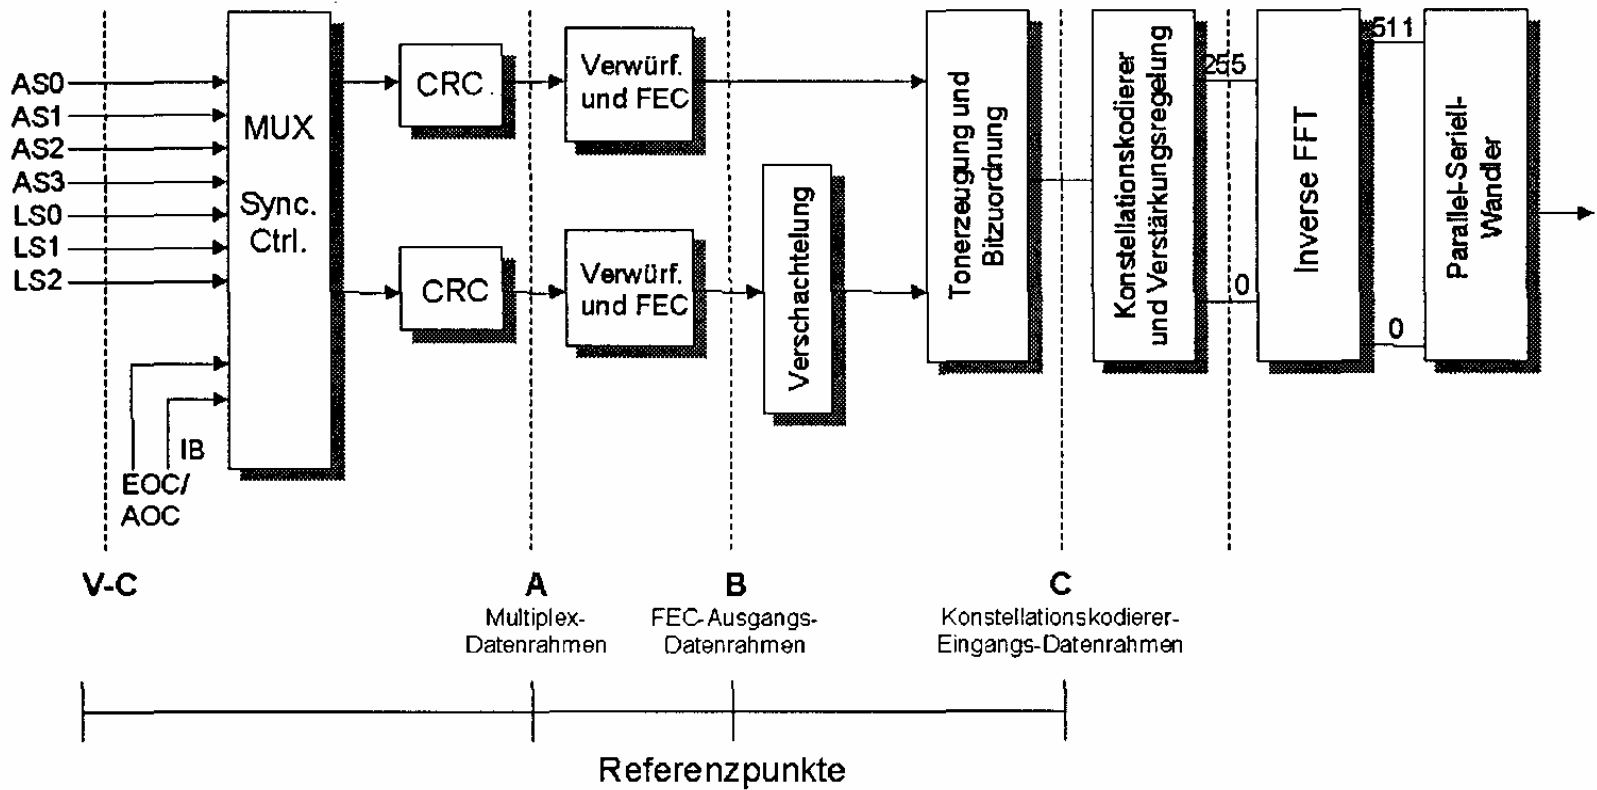 AS0
AS1
AS2
AS3
LS0
LS1
LS2
EOC/
AOC
IB
MUX
Sync.
Ctrl.
CRC
CRC
Verwürf.
und FEC
Verwürf.
und FEC
Verschachtelung
Tonerzeugung und
Bitzuordnung
Konstellationskodierer
und Verstärkungsregelung
255
0
Inverse FFT
511
0
Parallel-Seriell-
Wandler
V-C
A
Multiplex-
Datenrahmen
B
FEC-Ausgangs-
Datenrahmen
C
Konstellationskodierer-
Eingangs-Datenrahmen
Referenzpunkte